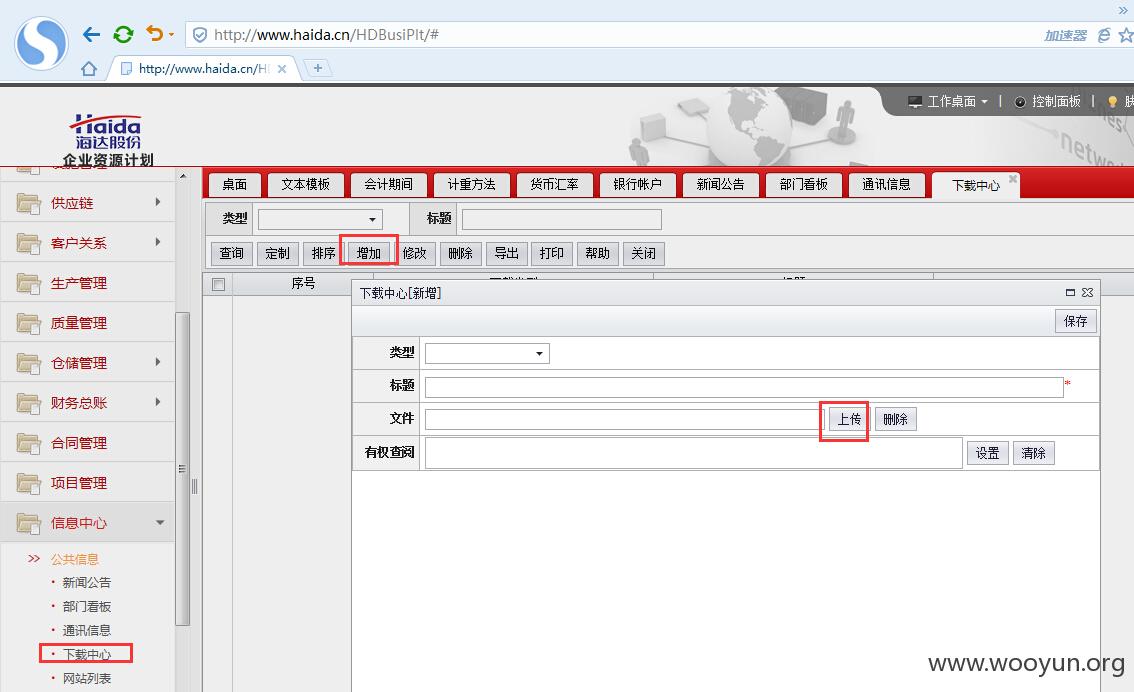 »
http://www.haida.cn/HDBusiPlt/#
加速器
http://www.haida.cn/H
工作桌面 | 控制面板 |
Haida
海达股份
企业资源计划
桌面 文本模板 会计期间 计重方法 货币汇率 银行帐户 新闻公告 部门看板 通讯信息 下载中心
类型 标题
查询 定制 排序 增加 修改 删除 导出 打印 帮助 关闭
序号
下载中心[新增]
保存
类型
标题 *
文件 上传 删除
有权查阅 设置 清除
供应链
客户关系
生产管理
质量管理
仓储管理
财务总账
合同管理
项目管理
信息中心
公共信息
新闻公告
部门看板
通讯信息
下载中心
网站列表
www.wooyun.org